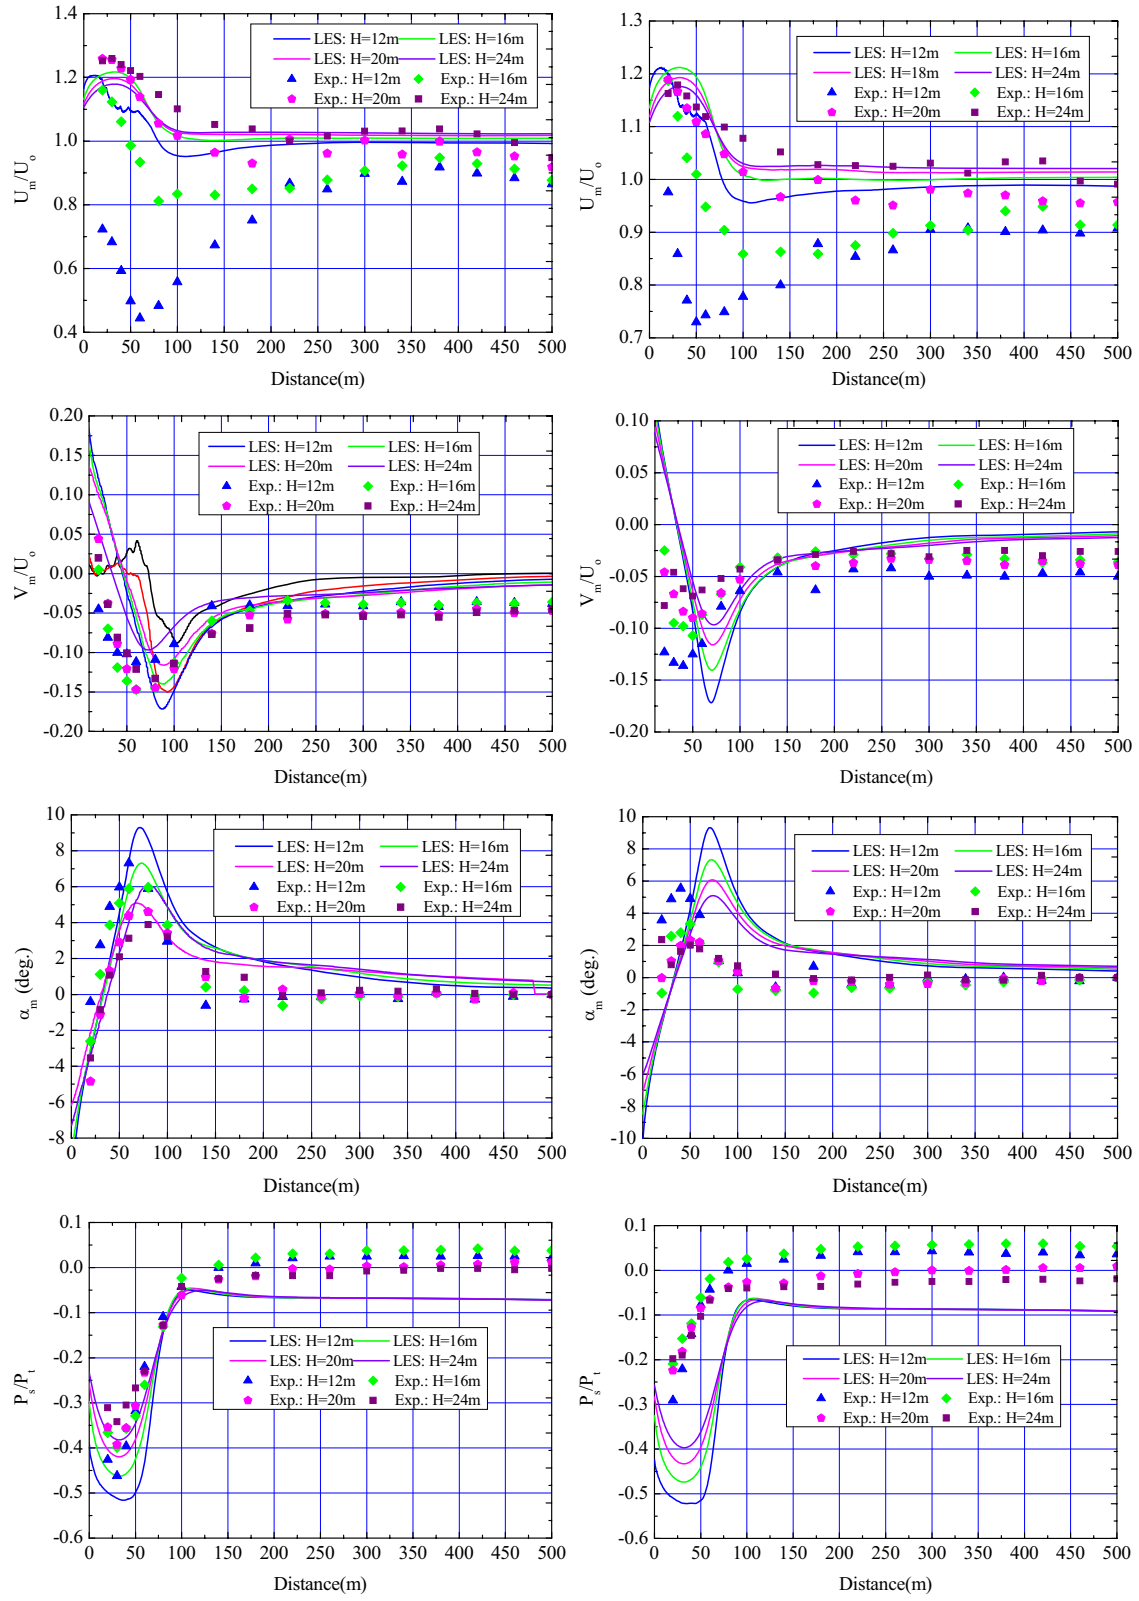 1.4
1.2
1.0
0.8
0.6
0.4
U_m/U_o
LES: H=12m LES: H=16m
LES: H=20m LES: H=24m
Exp.: H=12m Exp.: H=16m
Exp.: H=20m Exp.: H=24m
0 50 100 150 200 250 300 350 400 450 500
Distance(m)
1.3
1.2
1.1
1.0
0.9
0.8
0.7
U_m/U_o
LES: H=12m LES: H=16m
LES: H=18m LES: H=24m
Exp.: H=12m Exp.: H=16m
Exp.: H=20m Exp.: H=24m
0 50 100 150 200 250 300 350 400 450 500
Distance(m)
0.20
0.15
0.10
0.05
0.00
-0.05
-0.10
-0.15
-0.20
V_m/U_o
LES: H=12m LES: H=16m
LES: H=20m LES: H=24m
Exp.: H=12m Exp.: H=16m
Exp.: H=20m Exp.: H=24m
50 100 150 200 250 300 350 400 450 500
Distance(m)
0.10
0.05
0.00
-0.05
-0.10
-0.15
-0.20
V_m/U_o
LES: H=12m LES: H=16m
LES: H=20m LES: H=24m
Exp.: H=12m Exp.: H=16m
Exp.: H=20m Exp.: H=24m
50 100 150 200 250 300 350 400 450 500
Distance(m)
10
8
6
4
2
0
-2
-4
-6
-8
α_m (deg.)
LES: H=12m LES: H=16m
LES: H=20m LES: H=24m
Exp.: H=12m Exp.: H=16m
Exp.: H=20m Exp.: H=24m
0 50 100 150 200 250 300 350 400 450 500
Distance(m)
10
8
6
4
2
0
-2
-4
-6
-8
-10
α_m (deg.)
LES: H=12m LES: H=16m
LES: H=20m LES: H=24m
Exp.: H=12m Exp.: H=16m
Exp.: H=20m Exp.: H=24m
0 50 100 150 200 250 300 350 400 450 500
Distance(m)
0.1
0.0
-0.1
-0.2
-0.3
-0.4
-0.5
-0.6
P_s/P_t
LES: H=12m LES: H=16m
LES: H=20m LES: H=24m
Exp.: H=12m Exp.: H=16m
Exp.: H=20m Exp.: H=24m
0 50 100 150 200 250 300 350 400 450 500
Distance(m)
0.1
0.0
-0.1
-0.2
-0.3
-0.4
-0.5
-0.6
P_s/P_t
LES: H=12m LES: H=16m
LES: H=20m LES: H=24m
Exp.: H=12m Exp.: H=16m
Exp.: H=20m Exp.: H=24m
0 50 100 150 200 250 300 350 400 450 500
Distance(m)